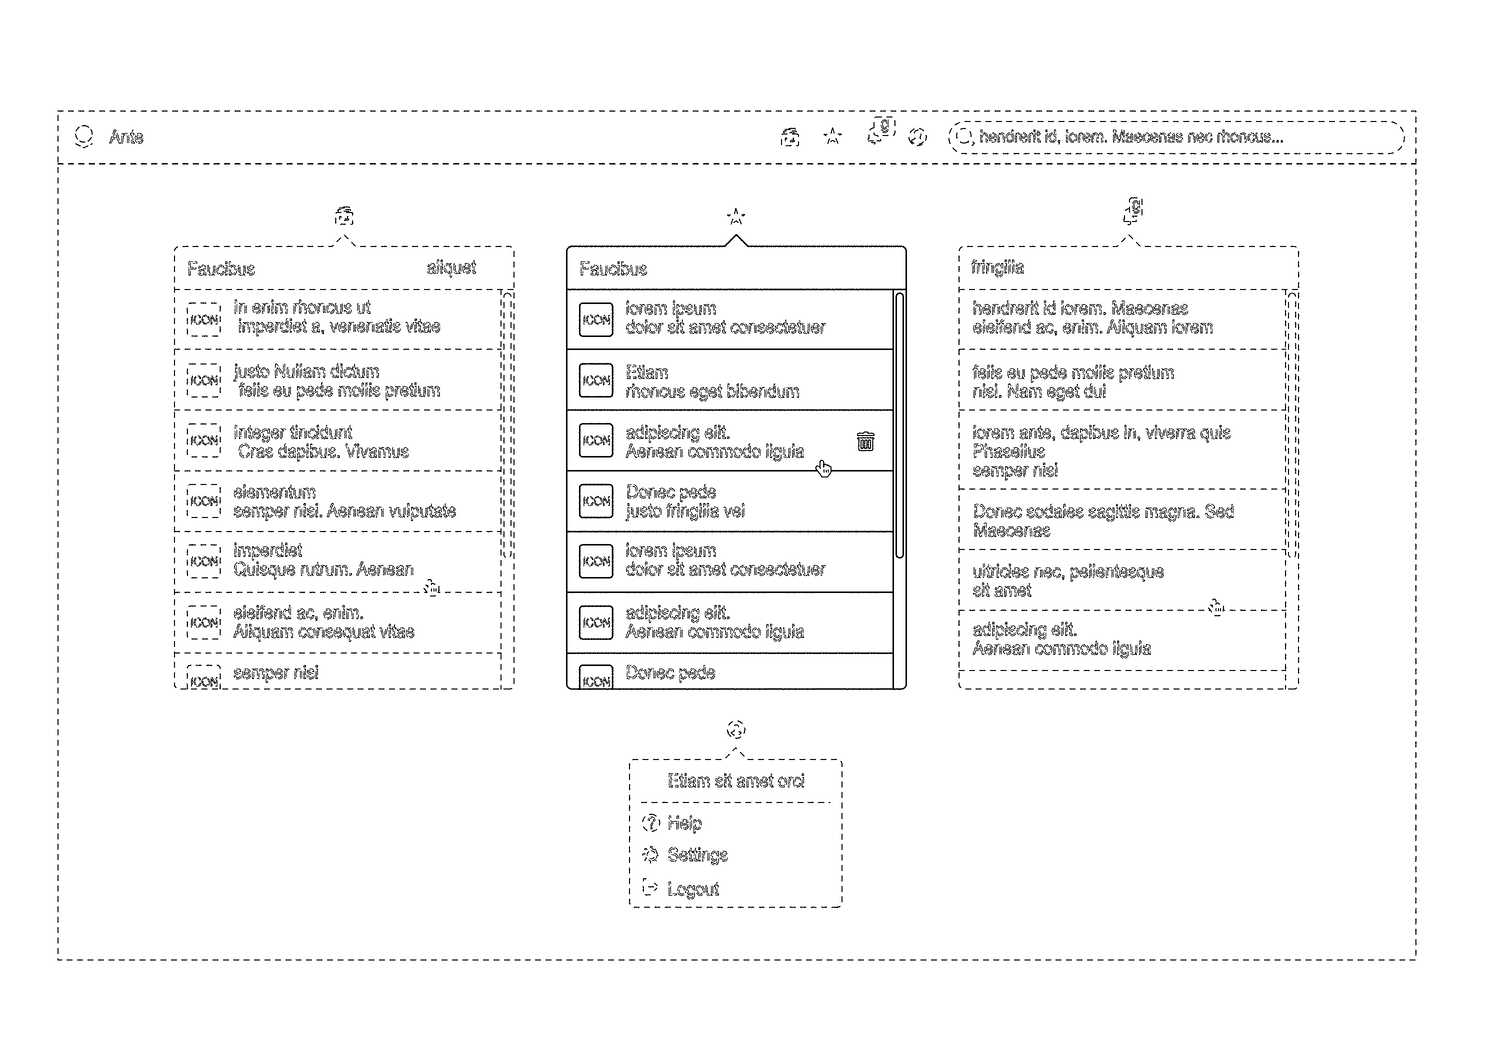 Ante
9
hendrerit id, lorem. Maecenas nec rhoncus...
9
Faucibus aliquet
ICON
in enim rhoncus ut
imperdiet a, venenatis vitae
ICON
justo Nullam dictum
felis eu pede mollis pretium
ICON
integer tincidunt
Cras dapibus. Vivamus
ICON
elementum
semper nisi. Aenean vulputate
ICON
imperdiet
Quisque rutrum. Aenean
ICON
eleifend ac, enim.
Aliquam consequat vitae
ICON
semper nisi
Faucibus
ICON
lorem ipsum
dolor sit amet consectetuer
ICON
Etiam
rhoncus eget bibendum
ICON
adipiscing elit.
Aenean commodo ligula
ICON
Donec pede
justo fringilla vel
ICON
lorem ipsum
dolor sit amet consectetuer
ICON
adipiscing elit.
Aenean commodo ligula
ICON
Donec pede
fringilla
hendrerit id lorem. Maecenas
eleifend ac, enim. Aliquam lorem
felis eu pede mollis pretium
nisi. Nam eget dui
lorem ante, dapibus in, viverra quis
Phasellus
semper nisi
Donec sodales sagittis magna. Sed
Maecenas
ultricies nec, pellentesque
sit amet
adipiscing elit.
Aenean commodo ligula
Etiam sit amet orci
? Help
Settings
Logout